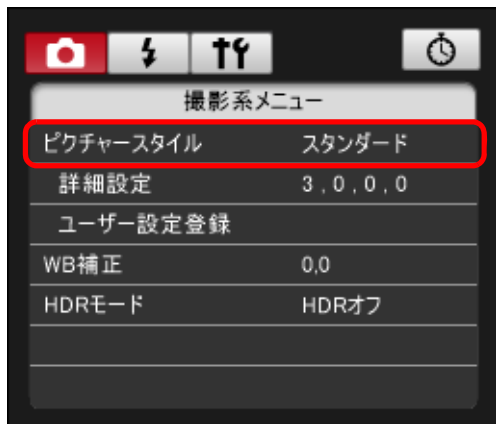 撮影系メニュー
ピクチャースタイル スタンダード
詳細設定 3,0,0,0
ユーザー設定登録
WB補正 0,0
HDRモード HDRオフ